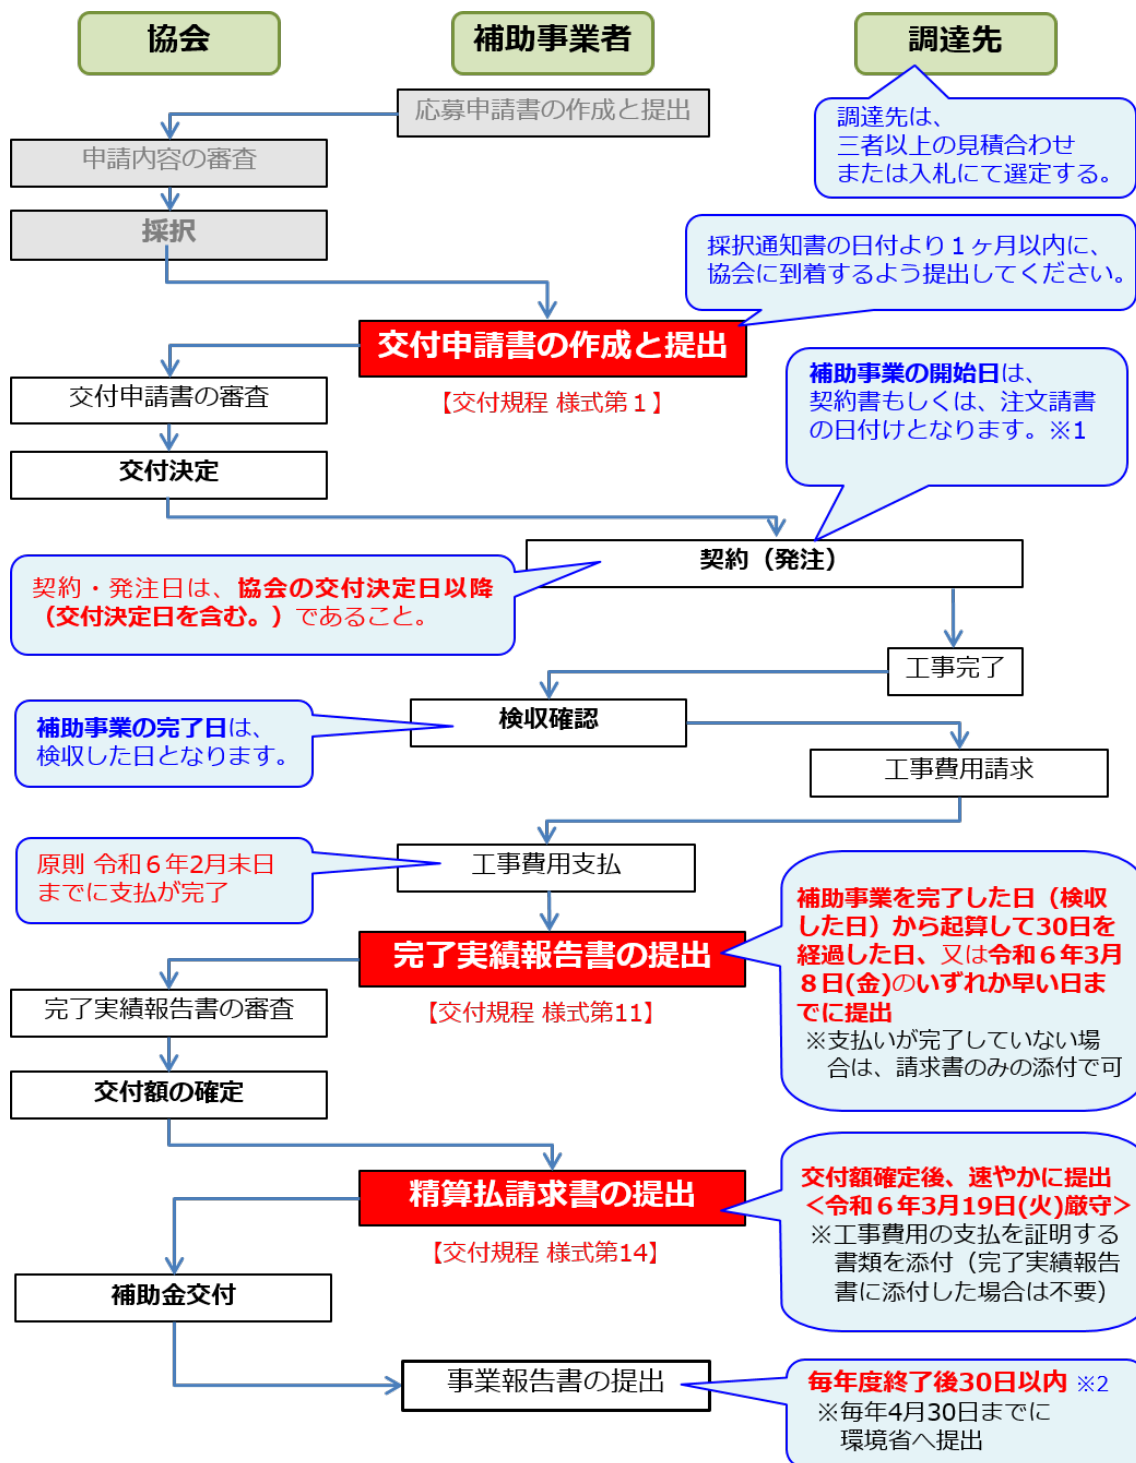 協会
補助事業者
調達先
応募申請書の作成と提出
調達先は、
三者以上の見積合わせ
または入札にて選定する。
申請内容の審査
採択
採択通知書の日付より１ヶ月以内に、
協会に到着するよう提出してください。
交付申請書の作成と提出
【交付規程 様式第１】
交付申請書の審査
補助事業の開始日は、
契約書もしくは、注文請書
の日付けとなります。※1
交付決定
契約（発注）
契約・発注日は、協会の交付決定日以降
（交付決定日を含む。）であること。
工事完了
検収確認
補助事業の完了日は、
検収した日となります。
工事費用請求
工事費用支払
原則 令和６年2月末日
までに支払が完了
補助事業を完了した日（検収
した日）から起算して30日を
経過した日、又は令和６年3月
８日(金)のいずれか早い日ま
でに提出
※支払いが完了していない場
合は、請求書のみの添付で可
完了実績報告書の提出
【交付規程 様式第11】
完了実績報告書の審査
交付額の確定
精算払請求書の提出
【交付規程 様式第14】
交付額確定後、速やかに提出
＜令和６年3月19日(火)厳守＞
※工事費用の支払を証明する
書類を添付（完了実績報告
書に添付した場合は不要）
補助金交付
事業報告書の提出
毎年度終了後30日以内 ※2
※毎年4月30日までに
環境省へ提出